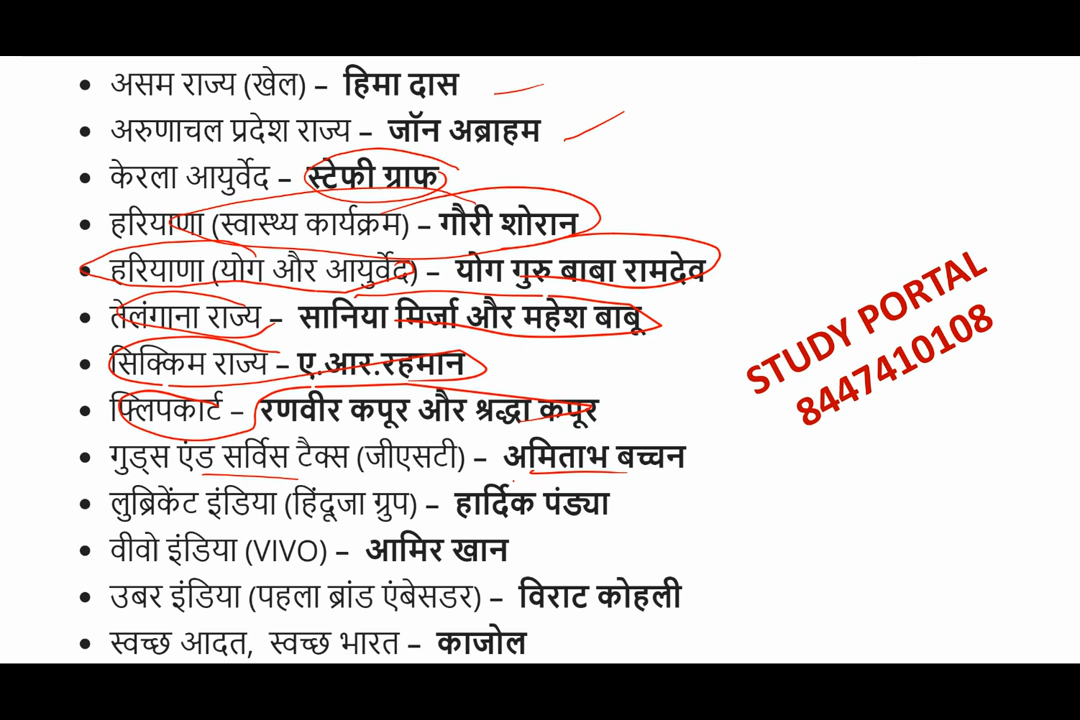 • असम राज्य (खेल) – हिमा दास
• अरुणाचल प्रदेश राज्य – जॉन अब्राहम
• केरला आयुर्वेद – स्टेफी ग्राफ
• हरियाणा (स्वास्थ्य कार्यक्रम) – गौरी शोरान
• हरियाणा (योग और आयुर्वेद) – योग गुरु बाबा रामदेव
• तेलंगाना राज्य – सानिया मिर्जा और महेश बाबू
• सिक्किम राज्य – ए.आर.रहमान
• फ्लिपकार्ट – रणवीर कपूर और श्रद्धा कपूर
• गुड्स एंड सर्विस टैक्स (जीएसटी) – अमिताभ बच्चन
• लुब्रिकेंट इंडिया (हिंदूजा ग्रुप) – हार्दिक पंड्या
• वीवो इंडिया (VIVO) – आमिर खान
• उबर इंडिया (पहला ब्रांड एंबेसडर) – विराट कोहली
• स्वच्छ आदत, स्वच्छ भारत – काजोल
STUDY PORTAL
8447410108